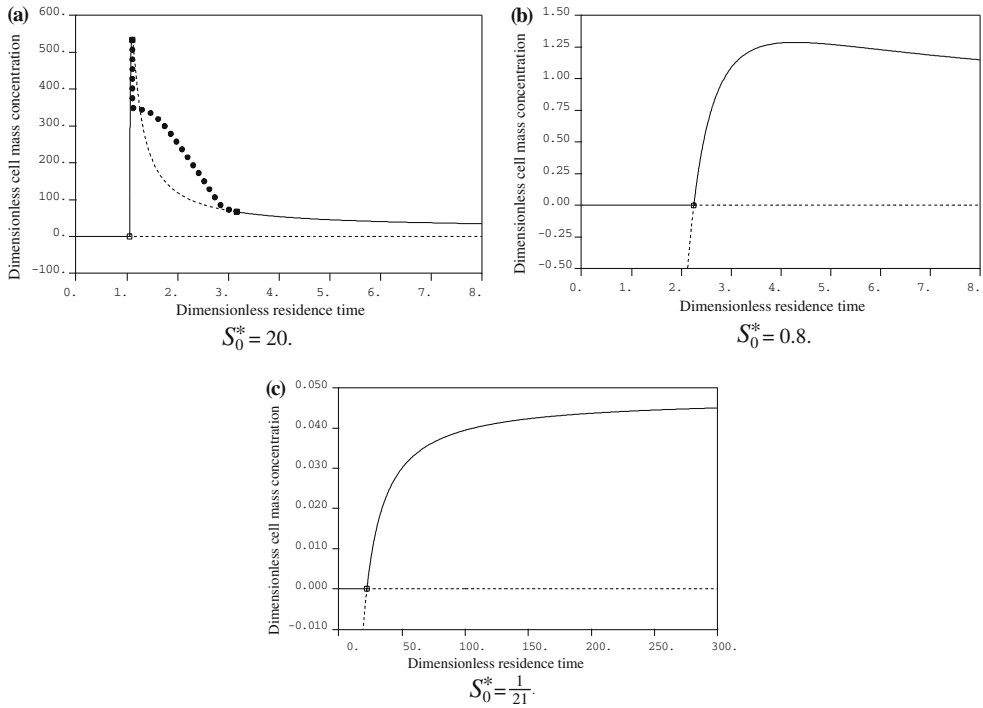 (a)
Dimensionless cell mass concentration
600.
500.
400.
300.
200.
100.
0.
-100.
0. 1. 2. 3. 4. 5. 6. 7. 8.
Dimensionless residence time
S₀* = 20.
(b)
Dimensionless cell mass concentration
1.50
1.25
1.00
0.75
0.50
0.25
0.00
-0.25
-0.50
0. 1. 2. 3. 4. 5. 6. 7. 8.
Dimensionless residence time
S₀* = 0.8.
(c)
Dimensionless cell mass concentration
0.050
0.040
0.030
0.020
0.010
0.000
-0.010
0. 50. 100. 150. 200. 250. 300.
Dimensionless residence time
S₀* = 1/21.